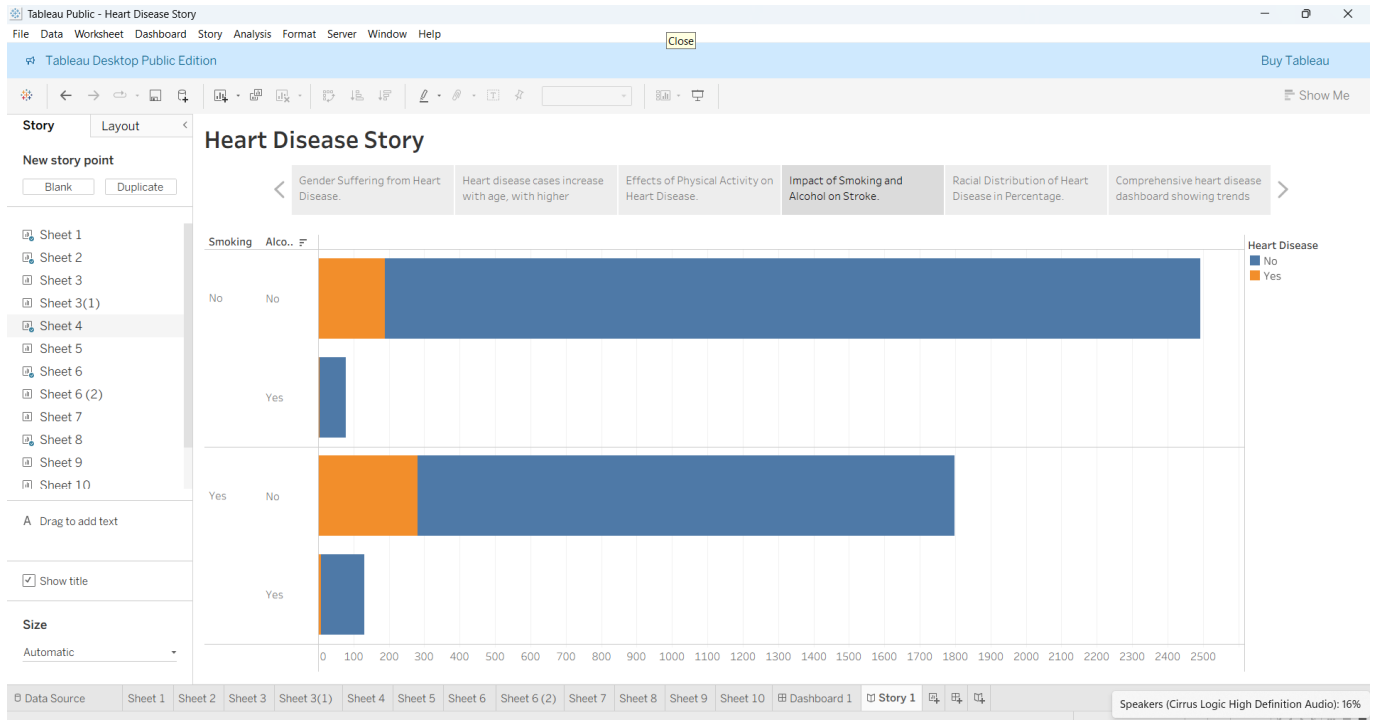 Tableau Public - Heart Disease Story
File Data Worksheet Dashboard Story Analysis Format Server Window Help
Close
Tableau Desktop Public Edition
Buy Tableau
Show Me
Story Layout
New story point
Blank Duplicate
Sheet 1
Sheet 2
Sheet 3
Sheet 3(1)
Sheet 4
Sheet 5
Sheet 6
Sheet 6 (2)
Sheet 7
Sheet 8
Sheet 9
Sheet 10
A Drag to add text
Show title
Size
Automatic
Heart Disease Story
Gender Suffering from Heart
Disease.
Heart disease cases increase
with age, with higher
Effects of Physical Activity on
Heart Disease.
Impact of Smoking and
Alcohol on Stroke.
Racial Distribution of Heart
Disease in Percentage.
Comprehensive heart disease
dashboard showing trends
Smoking Alco..
No No
Yes
Yes No
Yes
0 100 200 300 400 500 600 700 800 900 1000 1100 1200 1300 1400 1500 1600 1700 1800 1900 2000 2100 2200 2300 2400 2500
Heart Disease
No
Yes
Data Source Sheet 1 Sheet 2 Sheet 3 Sheet 3(1) Sheet 4 Sheet 5 Sheet 6 Sheet 6 (2) Sheet 7 Sheet 8 Sheet 9 Sheet 10 Dashboard 1 Story 1
Speakers (Cirrus Logic High Definition Audio): 16%